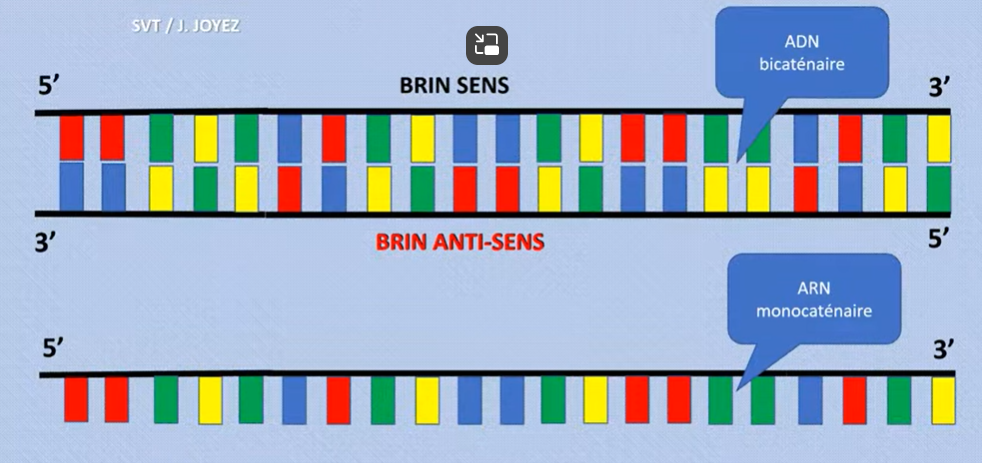 SVT / J. JOYEZ
ADN
bicaténaire
5’
BRIN SENS
3’
3’
BRIN ANTI-SENS
5’
ARN
monocaténaire
5’
3’